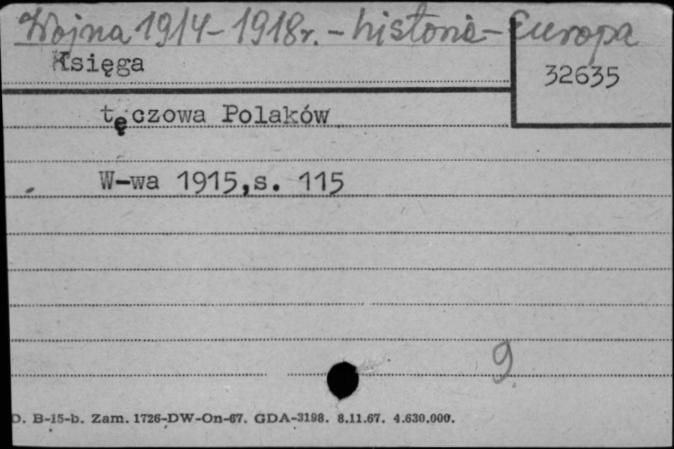 Wojna 1914-1918r. - historia - Europa
Księga
32635
tęczowa Polaków
W-wa 1915,s. 115
9
D. B-15-b. Zam. 1726-DW-On-67. GDA-3198. 8.11.67. 4.630.000.